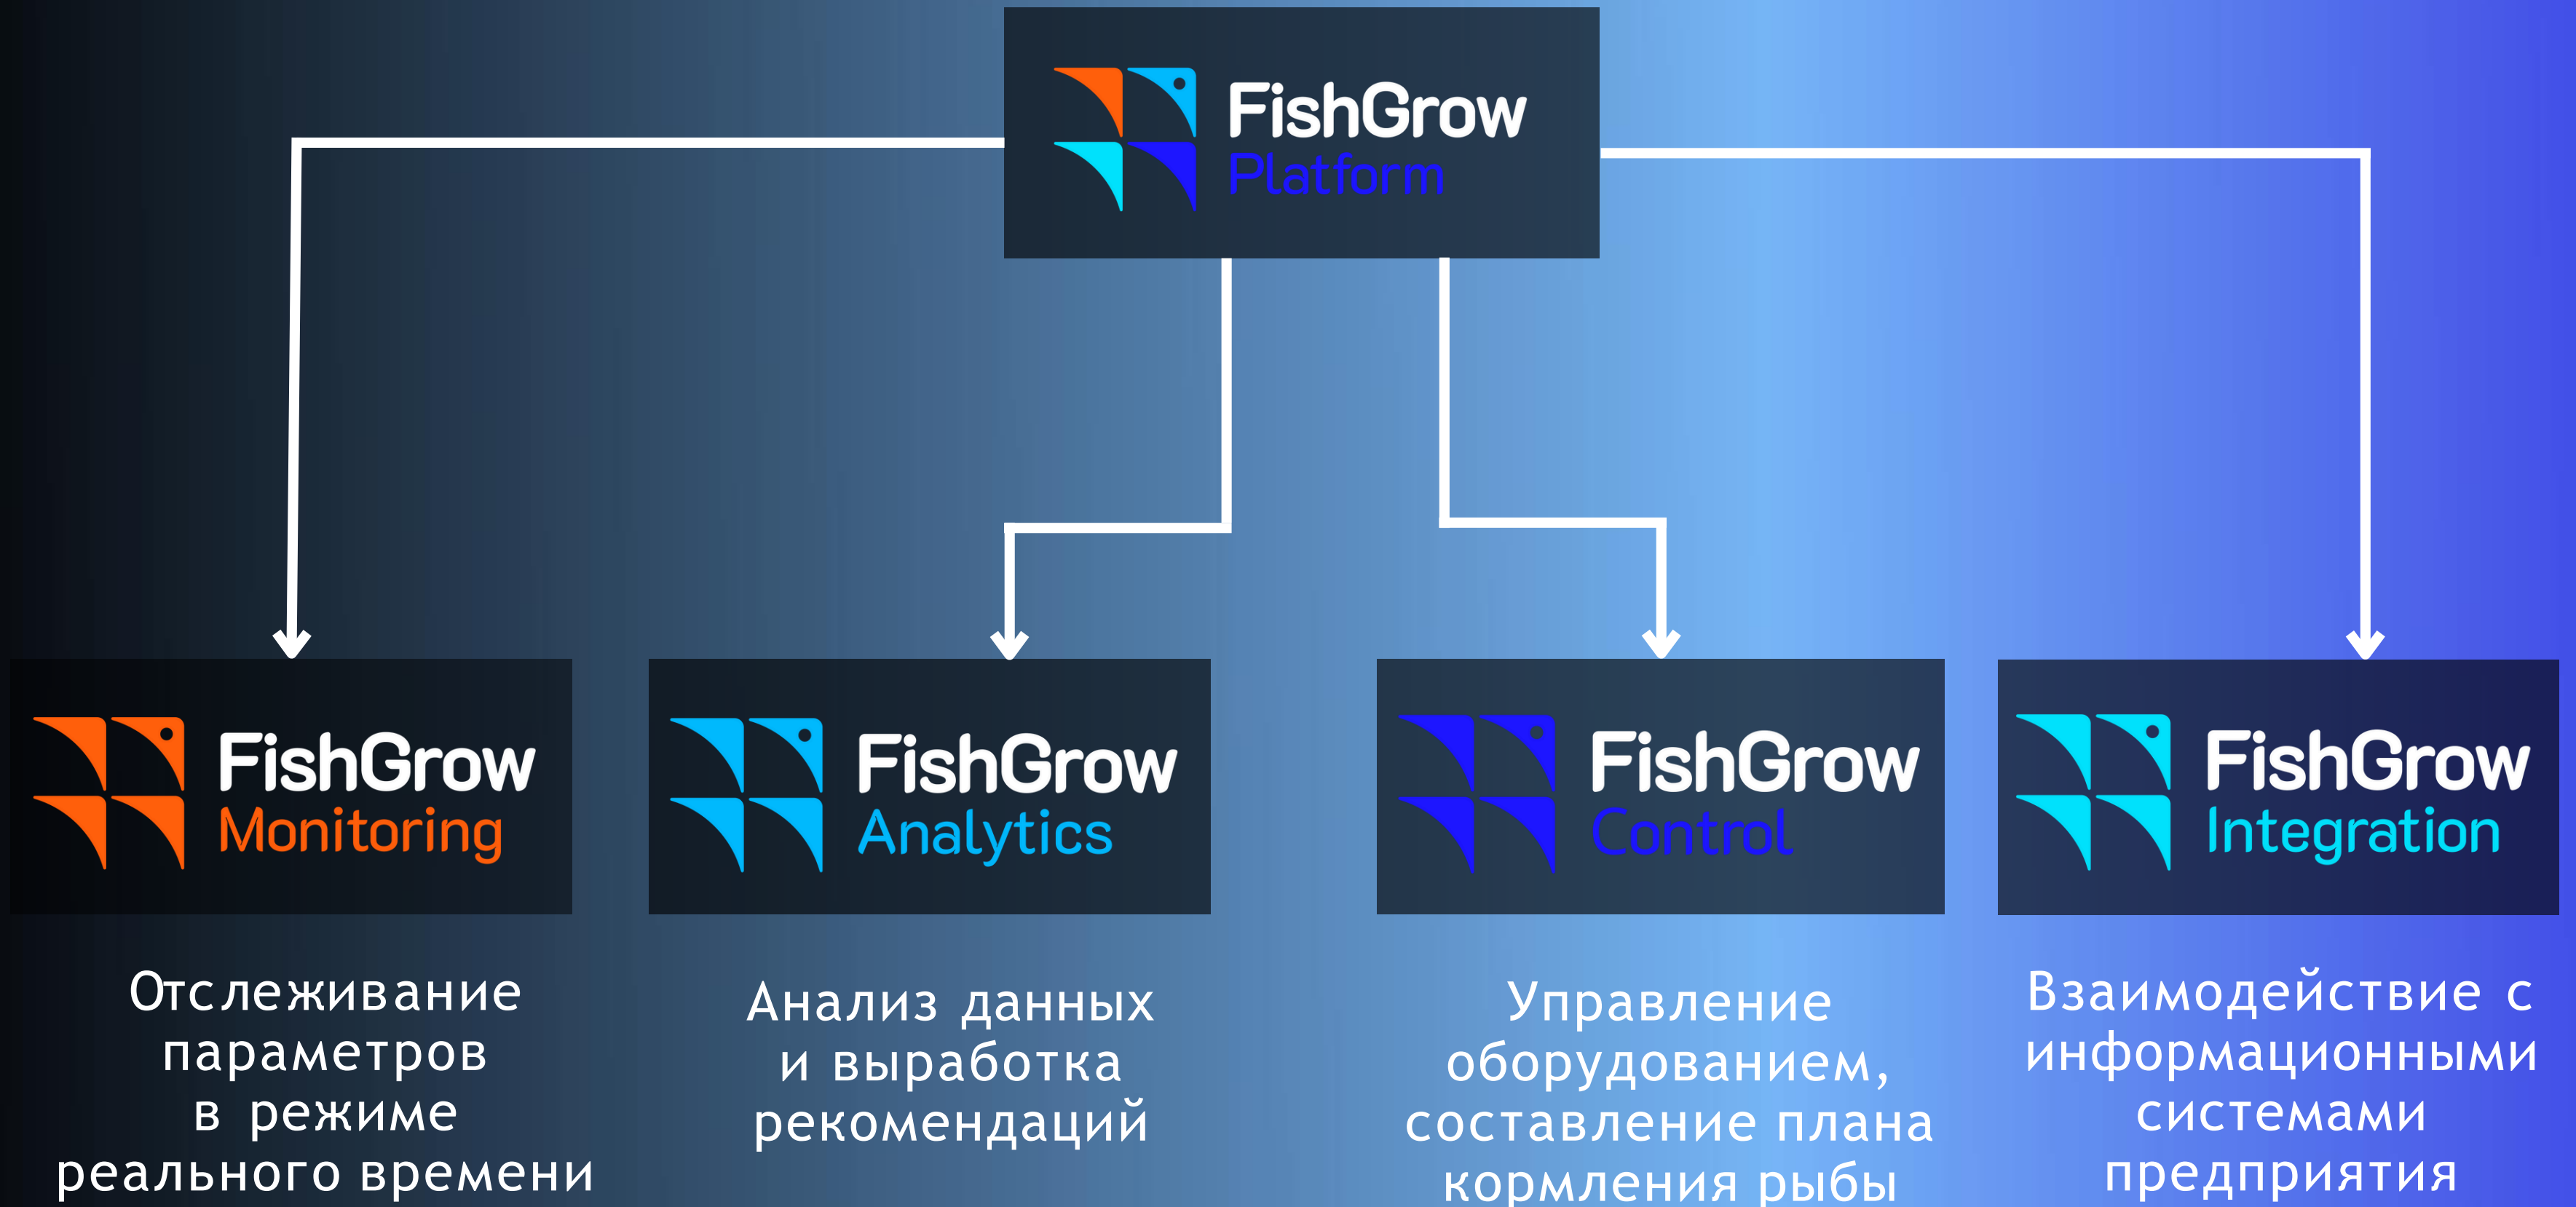 FishGrow
Platform
FishGrow
Monitoring
Отслеживание
параметров
в режиме
реального времени
FishGrow
Analytics
Анализ данных
и выработка
рекомендаций
FishGrow
Control
Управление
оборудованием,
составление плана
кормления рыбы
FishGrow
Integration
Взаимодействие с
информационными
системами
предприятия